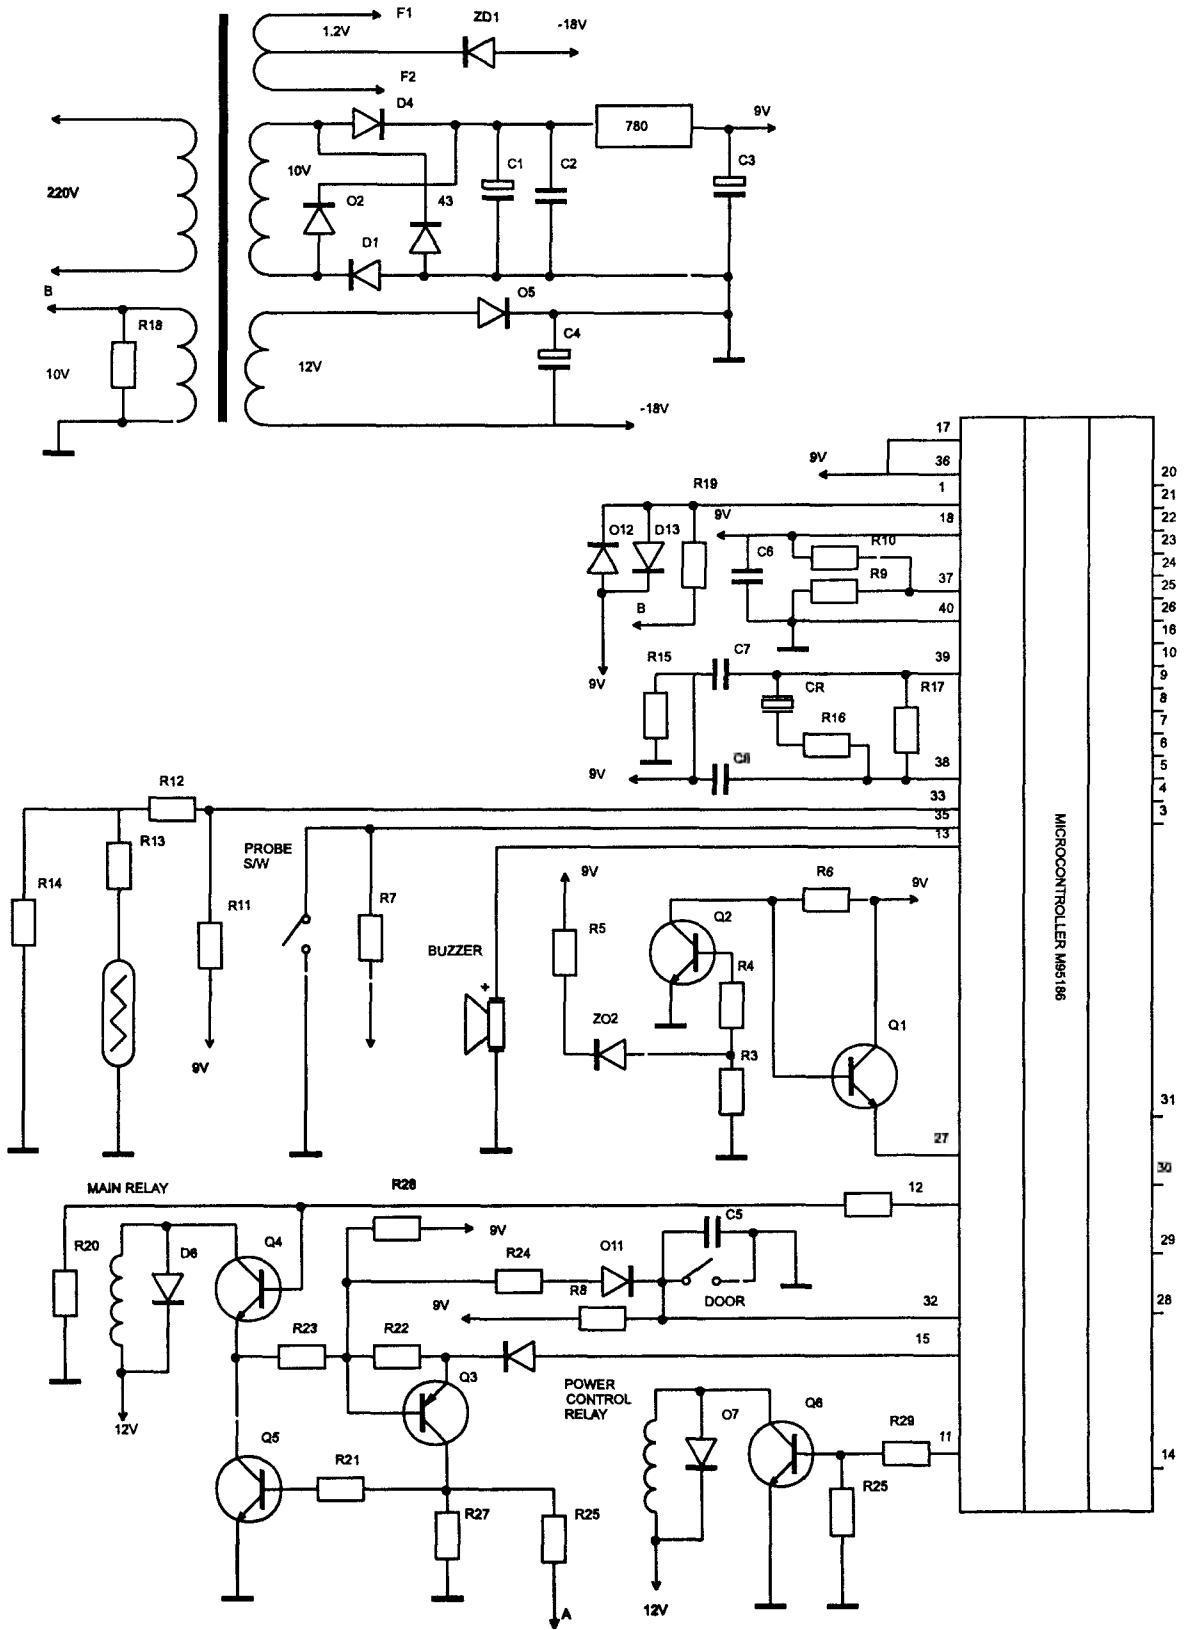 F1
ZD1
-18V
1.2V
F2
D4
9V
780
C1
C2
C3
10V
220V
O2
43
D1
B
O5
R18
C4
12V
10V
-18V
17
9V
36
20
R19
1
21
9V
18
22
O12
D13
R10
23
C6
24
R9
37
25
B
40
26
16
C7
10
R15
39
9
9V
CR
R17
8
R16
7
6
9V
C8
38
5
R12
33
4
35
3
13
R13
PROBE
S/W
MICROCONTROLLER M95186
R14
R11
R7
9V
R6
9V
R5
Q2
BUZZER
R4
+
ZO2
Q1
R3
9V
31
27
30
MAIN RELAY
R28
12
C5
9V
R20
D6
Q4
R24
O11
29
R8
DOOR
9V
32
28
R23
R22
15
Q3
POWER
CONTROL
RELAY
12V
O7
Q6
R29
11
Q5
R21
14
R27
R25
R25
A
12V